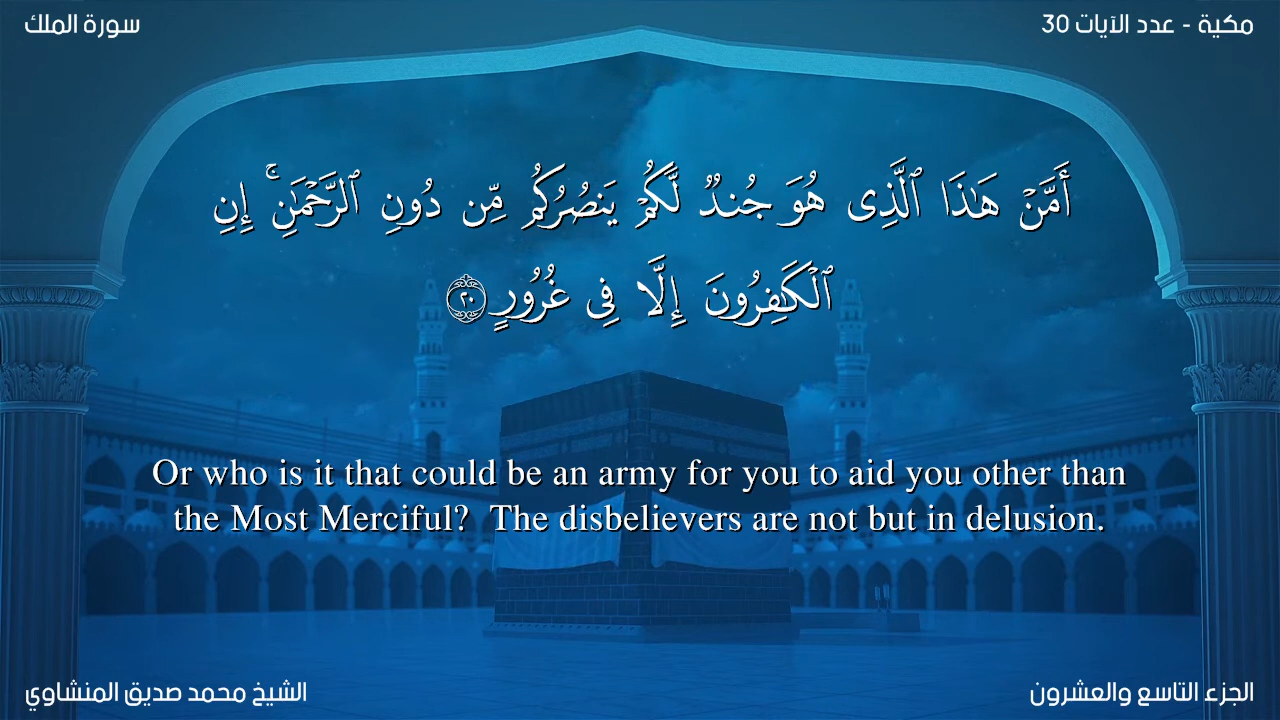 مكية - عدد الآيات 30
سورة الملك
أَمَّنْ هَٰذَا ٱلَّذِى هُوَ جُندٌ لَّكُمْ يَنصُرُكُم مِّن دُونِ ٱلرَّحْمَٰنِ ۚ إِنِ
ٱلْكَٰفِرُونَ إِلَّا فِى غُرُورٍ ٢٠
Or who is it that could be an army for you to aid you other than
the Most Merciful? The disbelievers are not but in delusion.
الجزء التاسع والعشرون
الشيخ محمد صديق المنشاوي